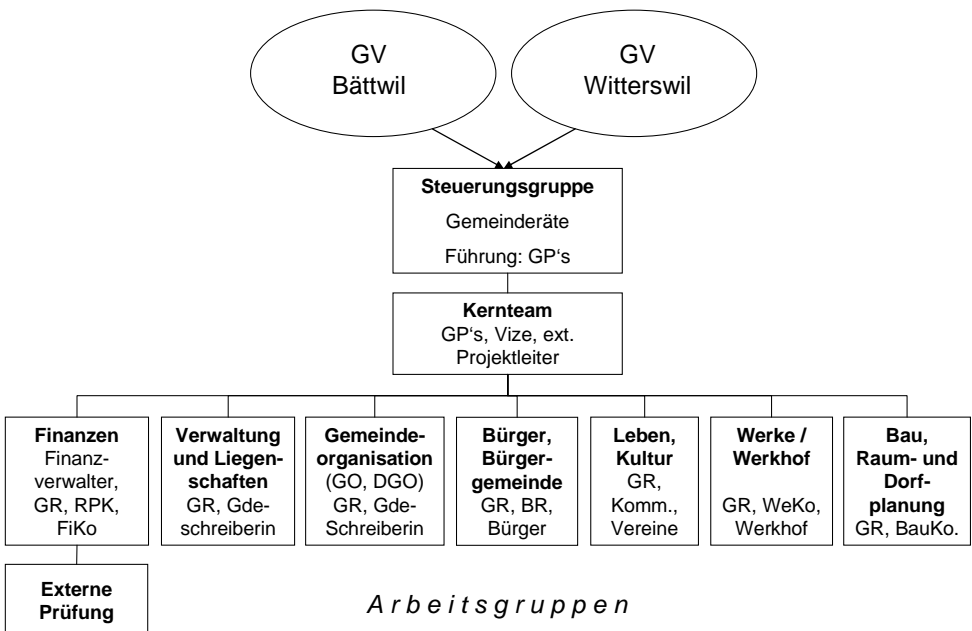 GV
Bättwil
GV
Witterswil
Steuerungsgruppe
Gemeinderäte
Führung: GP‘s
Kernteam
GP‘s, Vize, ext.
Projektleiter
Finanzen
Finanz-
verwalter,
GR, RPK,
FiKo
Verwaltung
und Liegen-
schaften
GR, Gde-
schreiberin
Gemeinde-
organisation
(GO, DGO)
GR, Gde-
Schreiberin
Bürger,
Bürger-
gemeinde
GR, BR,
Bürger
Leben,
Kultur
GR,
Komm.,
Vereine
Werke /
Werkhof
GR, WeKo,
Werkhof
Bau,
Raum- und
Dorf-
planung
GR, BauKo.
Externe
Prüfung
Arbeitsgruppen